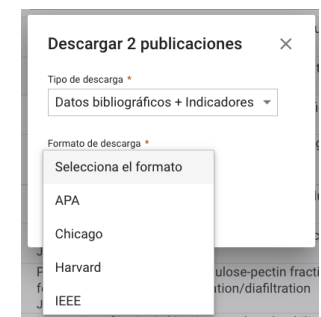 Descargar 2 publicaciones
Tipo de descarga *
Datos bibliográficos + Indicadores
Formato de descarga *
Selecciona el formato
APA
Chicago
Harvard
IEEE
ulose-pectin fracti
tion/diafiltration